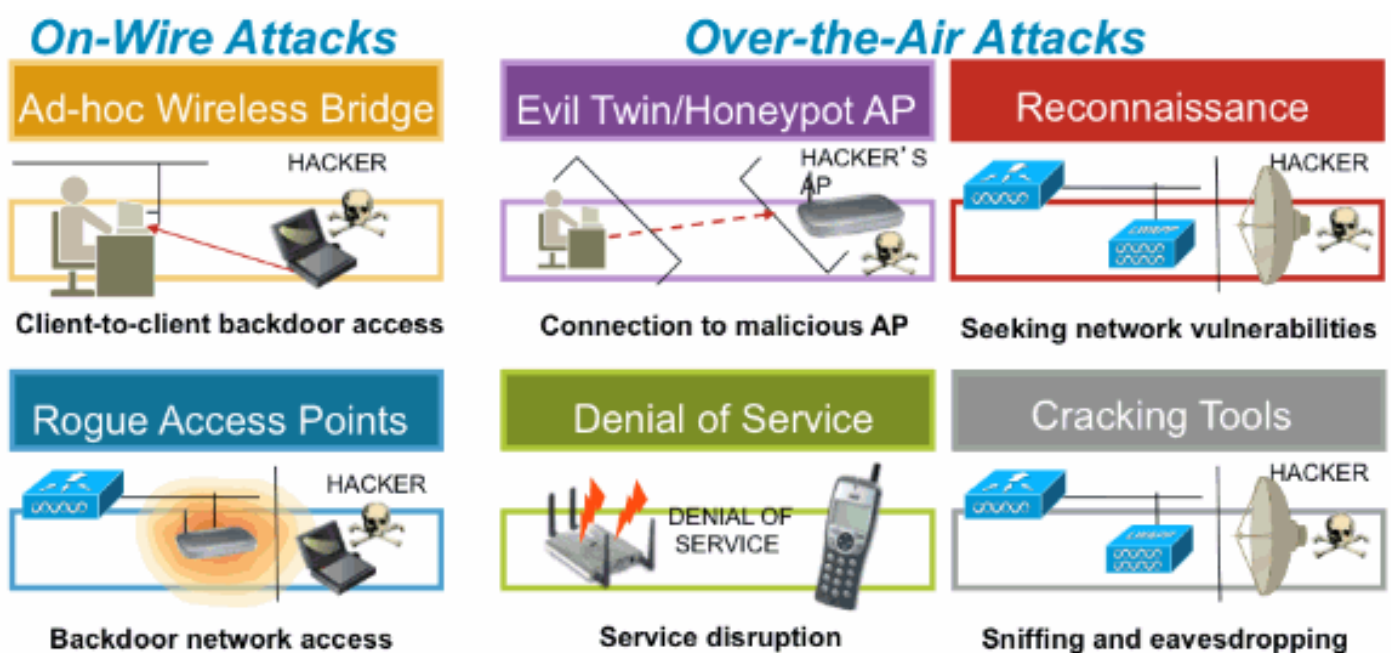 On-Wire Attacks
Over-the-Air Attacks
Ad-hoc Wireless Bridge
HACKER
Client-to-client backdoor access
Evil Twin/Honeypot AP
HACKER'S
AP
Connection to malicious AP
Reconnaissance
HACKER
LWAPP
Seeking network vulnerabilities
Rogue Access Points
HACKER
Backdoor network access
Denial of Service
DENIAL OF
SERVICE
Service disruption
Cracking Tools
HACKER
LWAPP
Sniffing and eavesdropping